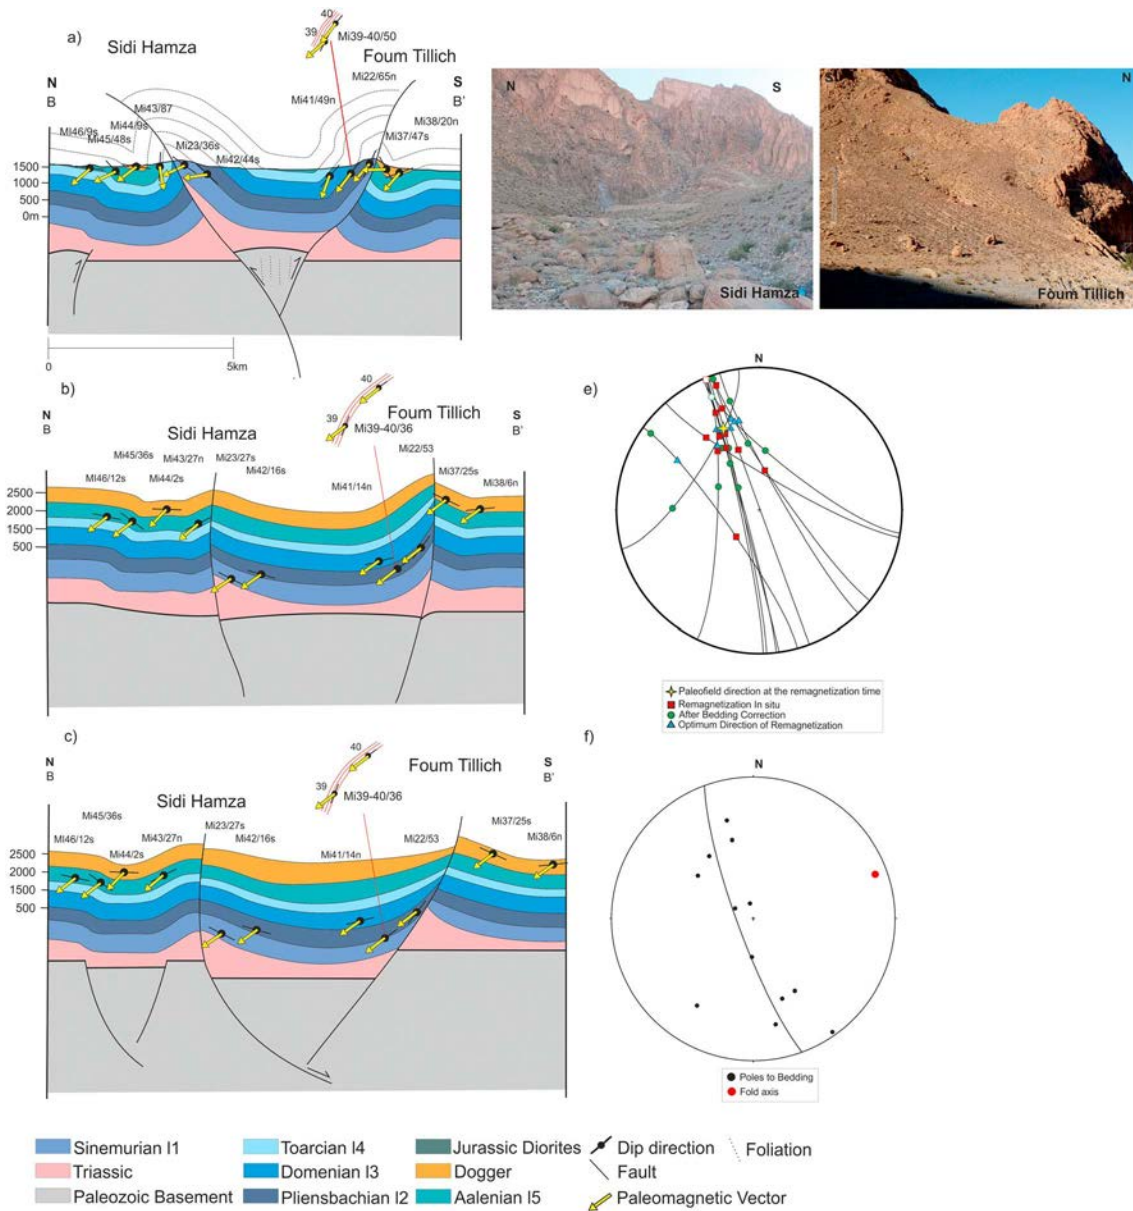 a)
Sidi Hamza
40
39
Mi39-40/50
Foum Tillich
N
B
S
B'
Mi22/65n
Mi43/87
Mi41/49n
Mi44/9s
Mi46/9s
Mi45/48s
Mi23/36s
Mi42/44s
Mi38/20n
Mi37/47s
1500
1000
500
0m
0
5km
N
S
Sidi Hamza
S
N
Foum Tillich
b)
N
B
40
39
Foum Tillich
S
B'
Sidi Hamza
Mi39-40/36
Mi45/36s
Mi43/27n
Mi23/27s
Mi22/53
MI46/12s
Mi44/2s
Mi42/16s
Mi41/14n
Mi37/25s
Mi38/6n
2500
2000
1500
500
c)
N
B
40
39
Foum Tillich
S
B'
Sidi Hamza
Mi39-40/36
Mi45/36s
Mi23/27s
Mi22/53
Mi37/25s
MI46/12s
Mi43/27n
Mi42/16s
Mi44/2s
Mi41/14n
Mi38/6n
2500
2000
1500
500
e)
N
Paleofield direction at the remagnetization time
Remagnetization In situ
After Bedding Correction
Optimum Direction of Remagnetization
f)
N
Poles to Bedding
Fold axis
Sinemurian l1
Toarcian l4
Jurassic Diorites
Dip direction
Foliation
Triassic
Domenian l3
Dogger
Fault
Paleozoic Basement
Pliensbachian l2
Aalenian l5
Paleomagnetic Vector